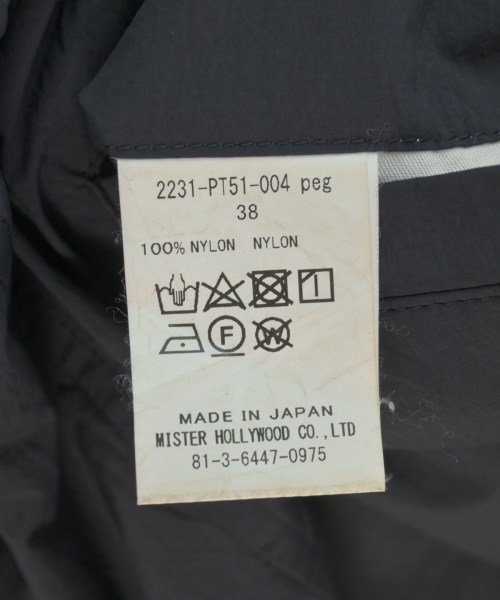 2231-PT51-004 peg
38
100% NYLON NYLON
F W
MADE IN JAPAN
MISTER HOLLYWOOD CO.,LTD
81-3-6447-0975